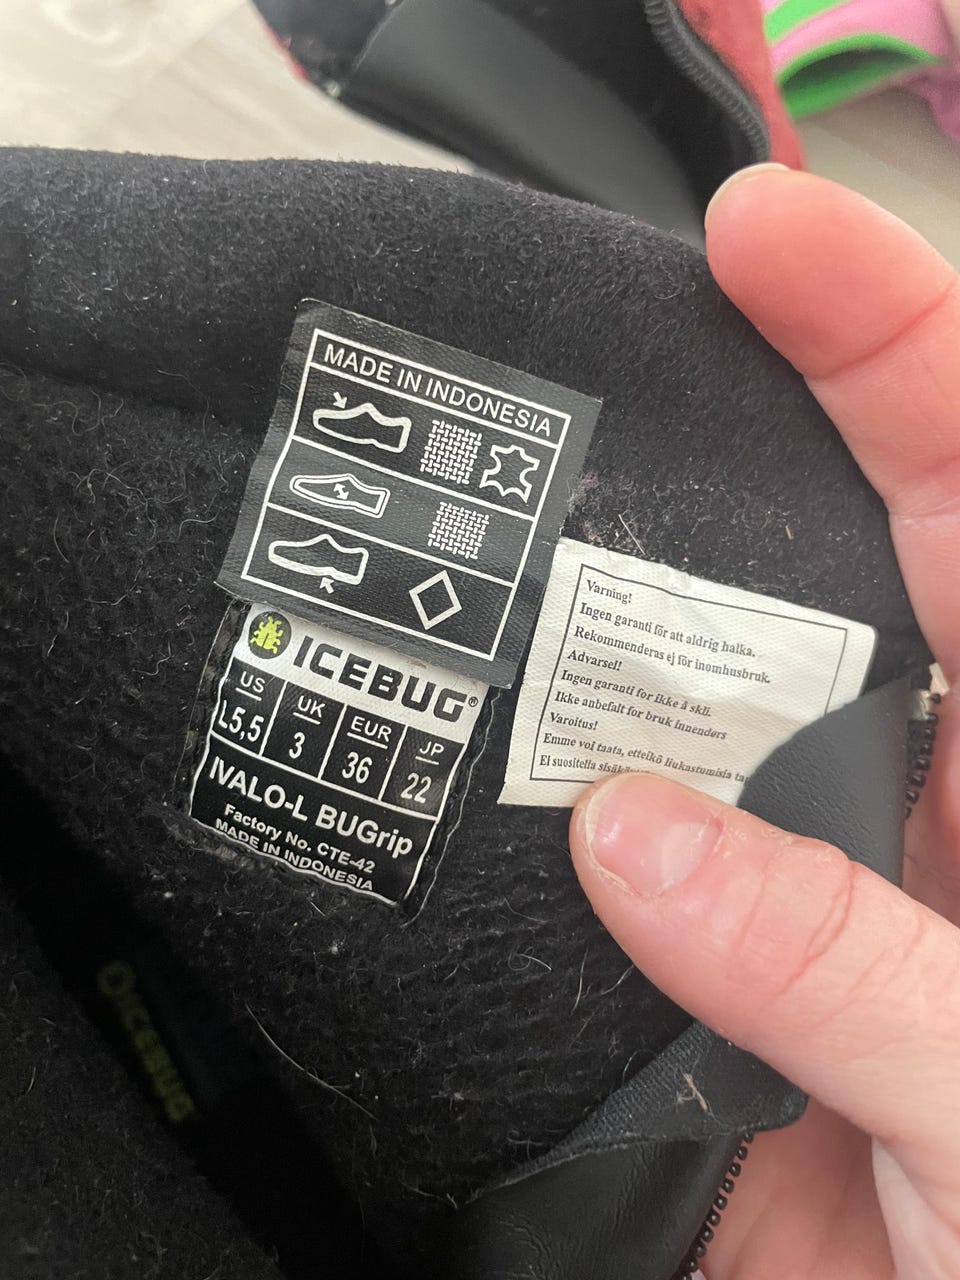 MADE IN INDONESIA
ICEBUG®
US UK EUR JP
L5,5 3 36 22
IVALO-L BUGrip
Factory No. CTE-42
MADE IN INDONESIA
Varning!
Ingen garanti för att aldrig halka.
Rekommenderas ej för inomhusbruk.
Advarsel!
Ingen garanti for ikke å skli.
Ikke anbefalt for bruk innendørs
Varoitus!
Emme voi taata, etteikö liukastumisia
Ei suositella
ICEBUG